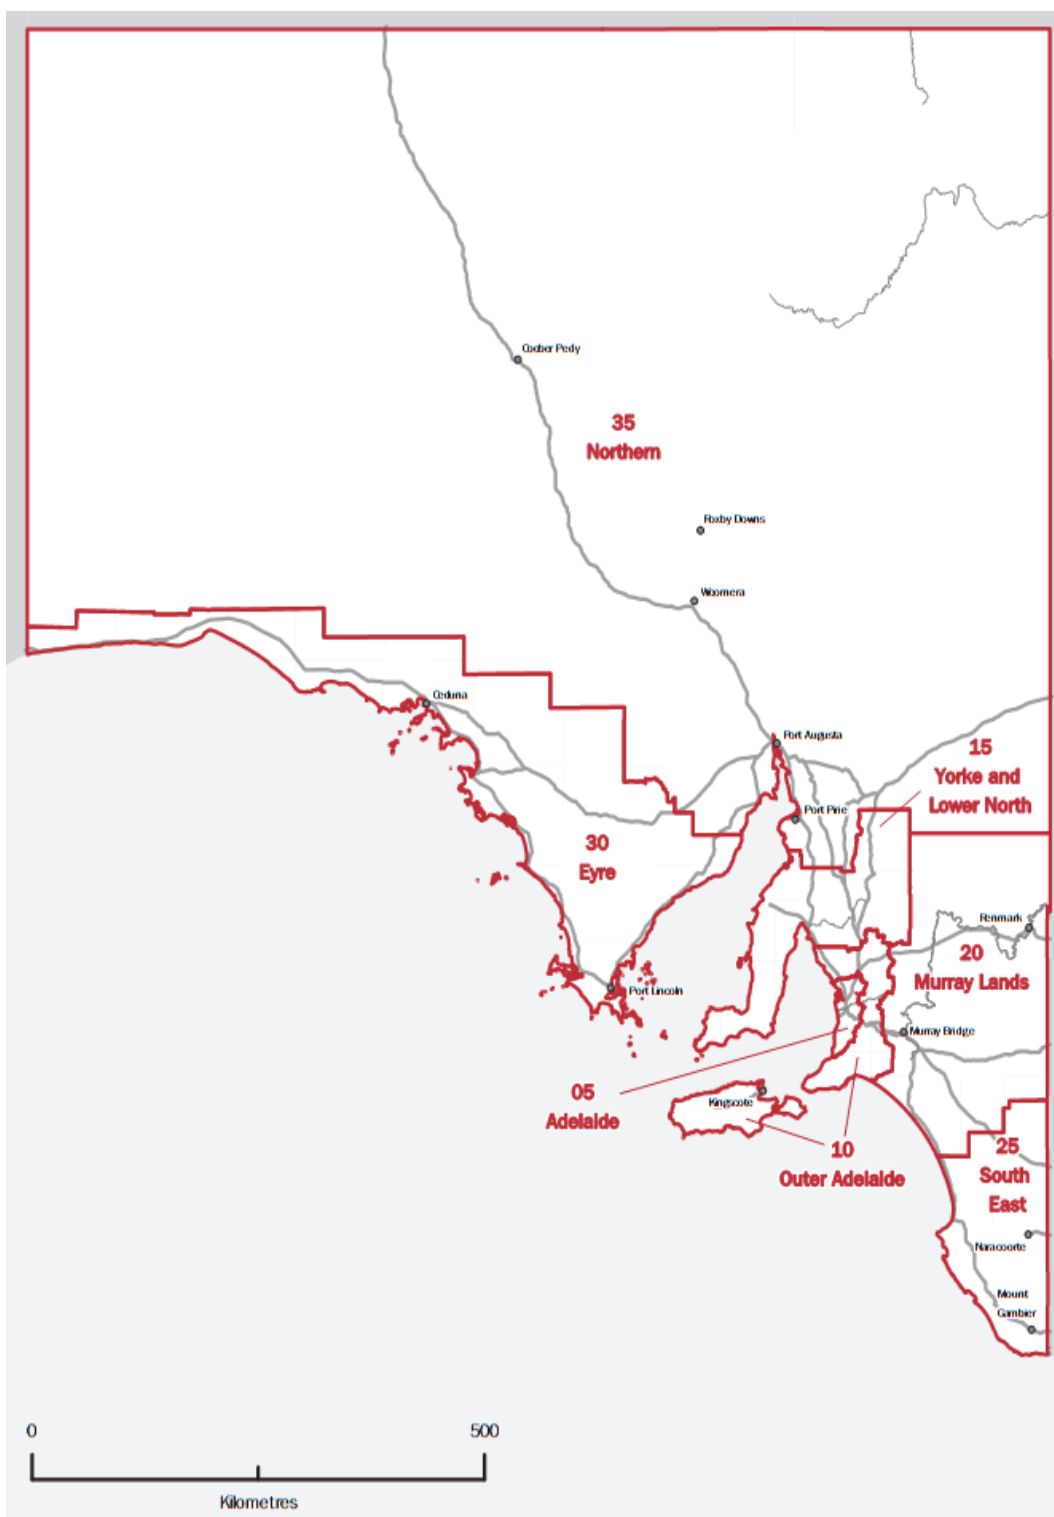 Coober Pedy
35
Northern
Roxby Downs
Woomera
Ceduna
Port Augusta
15
Yorke and
Lower North
Port Pirie
30
Eyre
Renmark
20
Murray Lands
Port Lincoln
Murray Bridge
05
Adelaide
Kingscote
10
Outer Adelaide
25
South
East
Naracoorte
Mount
Gambier
0
500
Kilometres